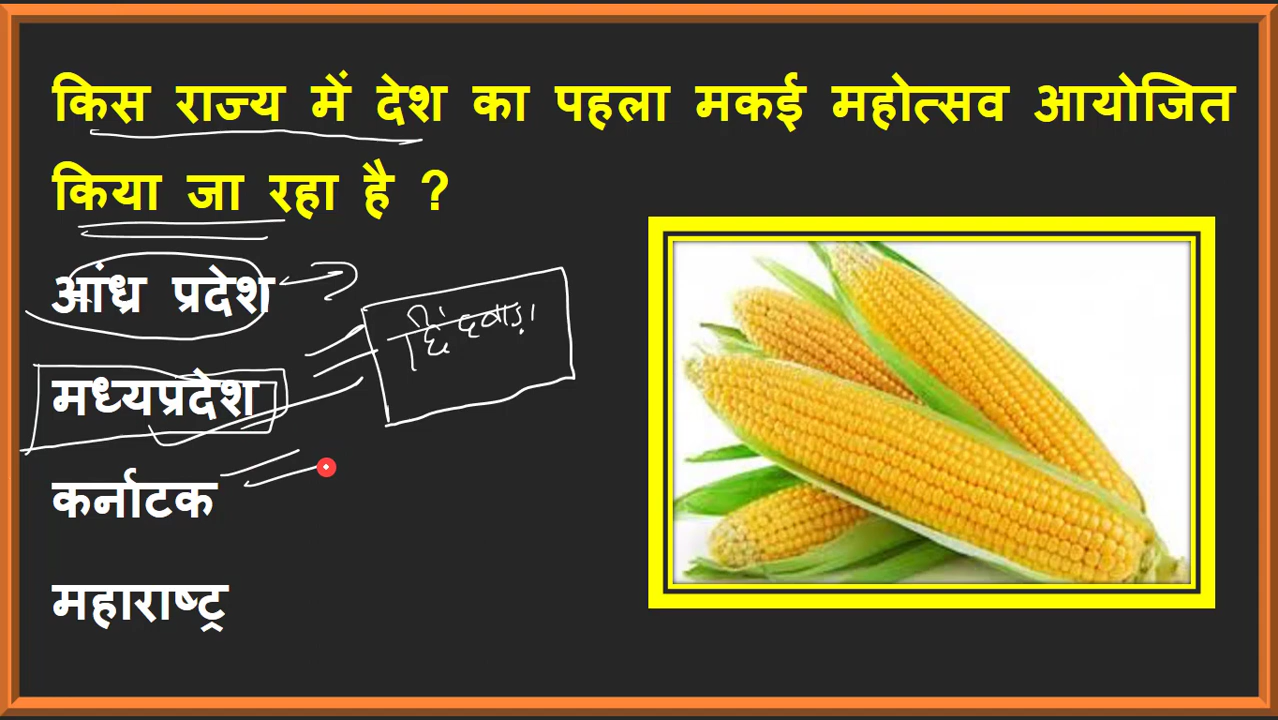 किस राज्य में देश का पहला मकई महोत्सव आयोजित
किया जा रहा है ?
आंध्र प्रदेश
मध्यप्रदेश
कर्नाटक
महाराष्ट्र